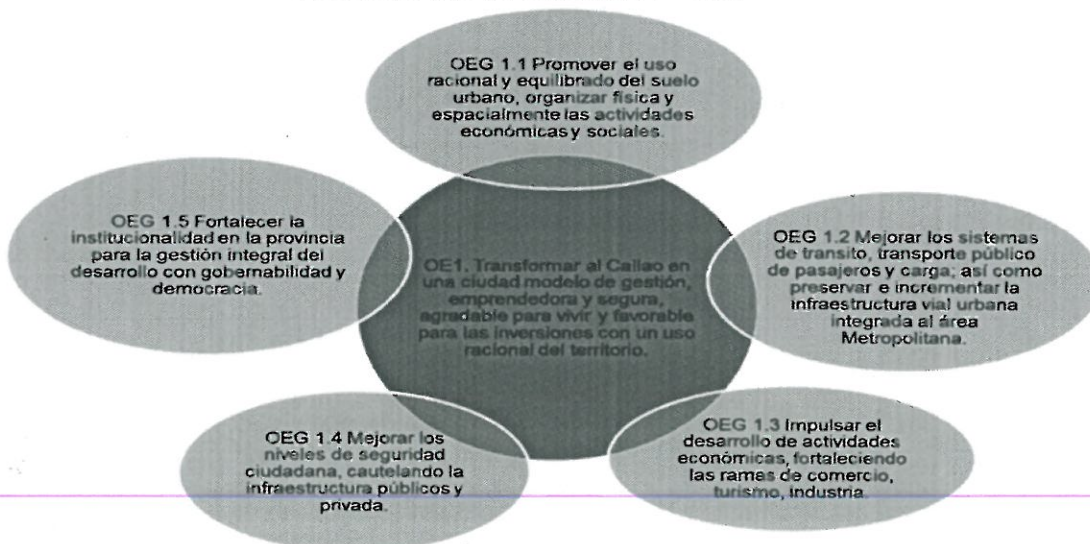 OEG 1.1 Promover el uso
racional y equilibrado del suelo
urbano, organizar física y
espacialmente las actividades
económicas y sociales.
OEG 1.5 Fortalecer la
institucionalidad en la provincia
para la gestión integral del
desarrollo con gobernabilidad y
democracia.
OE1. Transformar al Callao en
una ciudad modelo de gestión,
emprendedora y segura,
agradable para vivir y favorable
para las inversiones con un uso
racional del territorio.
OEG 1.2 Mejorar los sistemas
de transito, transporte público
de pasajeros y carga; así como
preservar e incrementar la
infraestructura vial urbana
integrada al área
Metropolitana.
OEG 1.4 Mejorar los
niveles de seguridad
ciudadana, cautelando la
infraestructura públicos y
privada.
OEG 1.3 Impulsar el
desarrollo de actividades
económicas, fortaleciendo
las ramas de comercio,
turismo, industria.